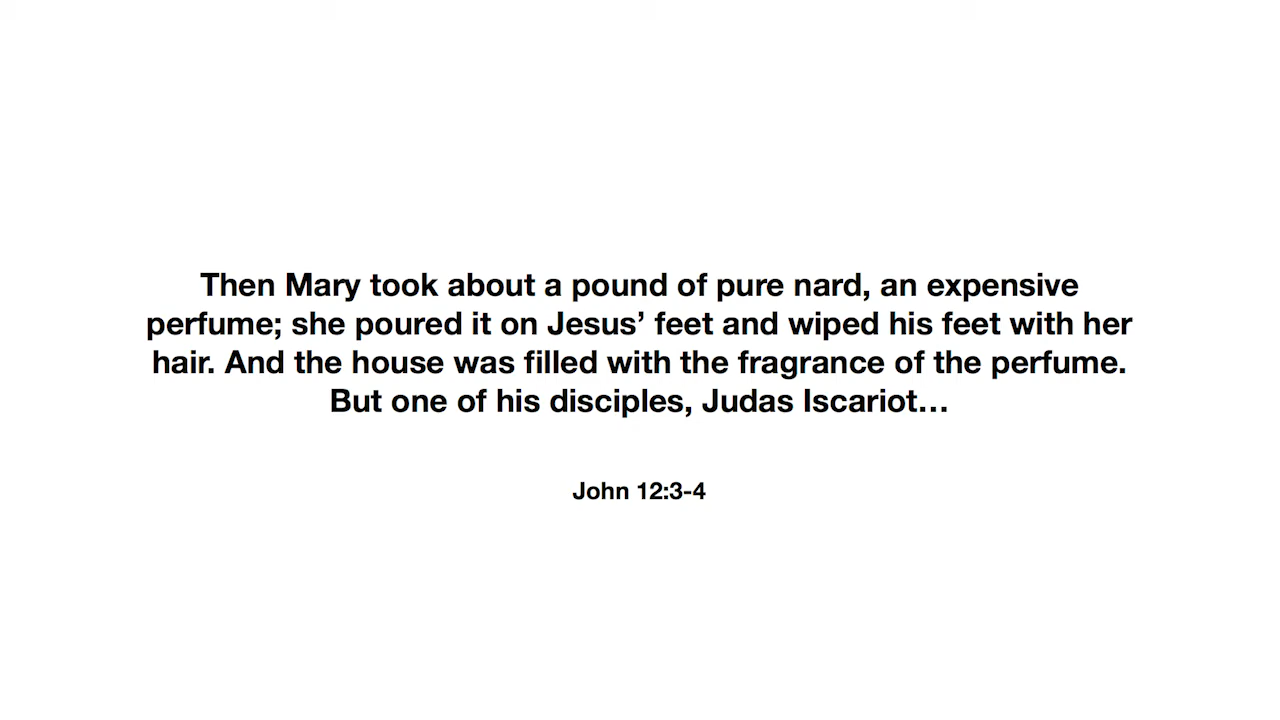 Then Mary took about a pound of pure nard, an expensive
perfume; she poured it on Jesus’ feet and wiped his feet with her
hair. And the house was filled with the fragrance of the perfume.
But one of his disciples, Judas Iscariot…
John 12:3-4